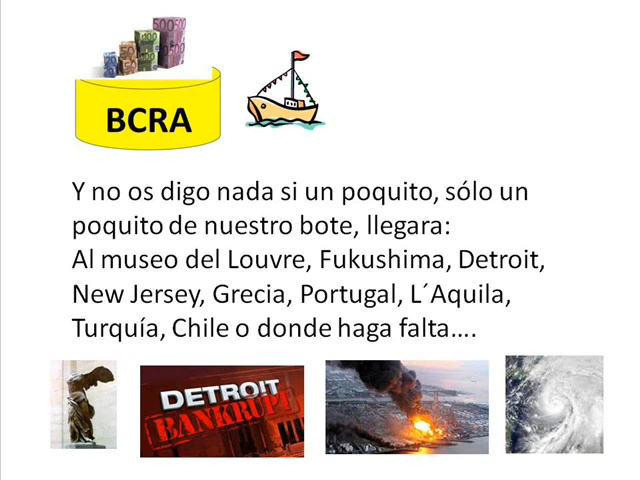 BCRA
Y no os digo nada si un poquito, sólo un
poquito de nuestro bote, llegara:
Al museo del Louvre, Fukushima, Detroit,
New Jersey, Grecia, Portugal, L´Aquila,
Turquía, Chile o donde haga falta….
DETROIT
BANKRUPT